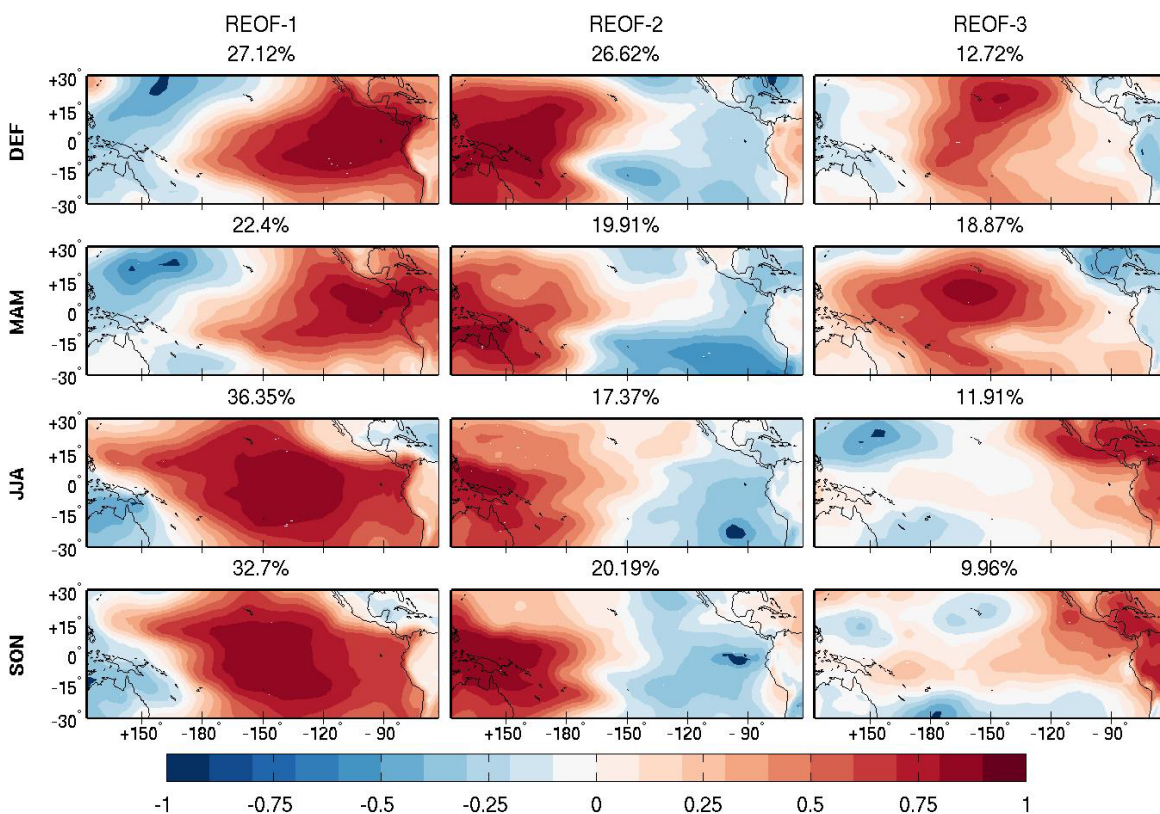 REOF-1 REOF-2 REOF-3
27.12% 26.62% 12.72%
+30°
+15
0
-15
-30
DEF
22.4% 19.91% 18.87%
+30°
+15
0
-15
-30
MAM
36.35% 17.37% 11.91%
+30°
+15
0
-15
-30
JJA
32.7% 20.19% 9.96%
+30°
+15
0
-15
-30
SON
+150° -180° -150° -120° -90° +150° -180° -150° -120° - 90° +150° -180° -150° -120° - 90°
-1 -0.75 -0.5 -0.25 0 0.25 0.5 0.75 1